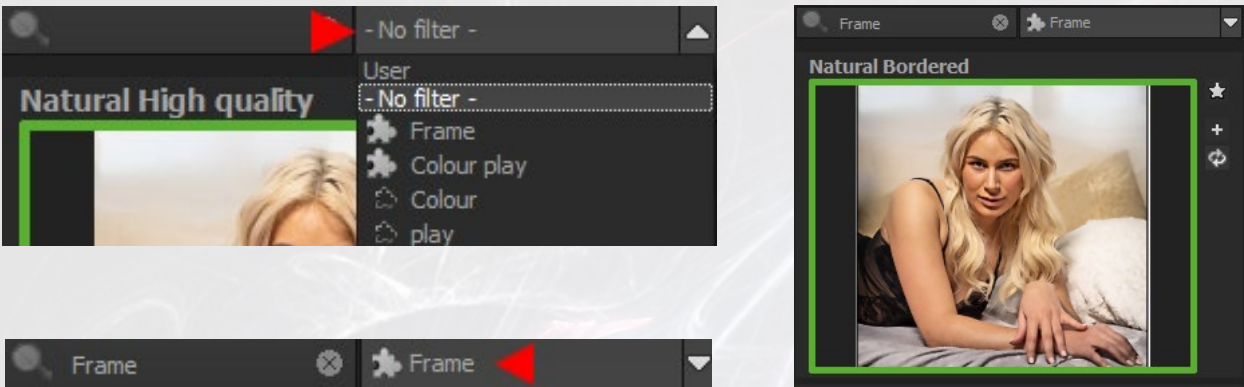 - No filter -
Natural High quality
User
- No filter -
Frame
Colour play
Colour
play
Frame
Frame
Frame
Frame
Natural Bordered